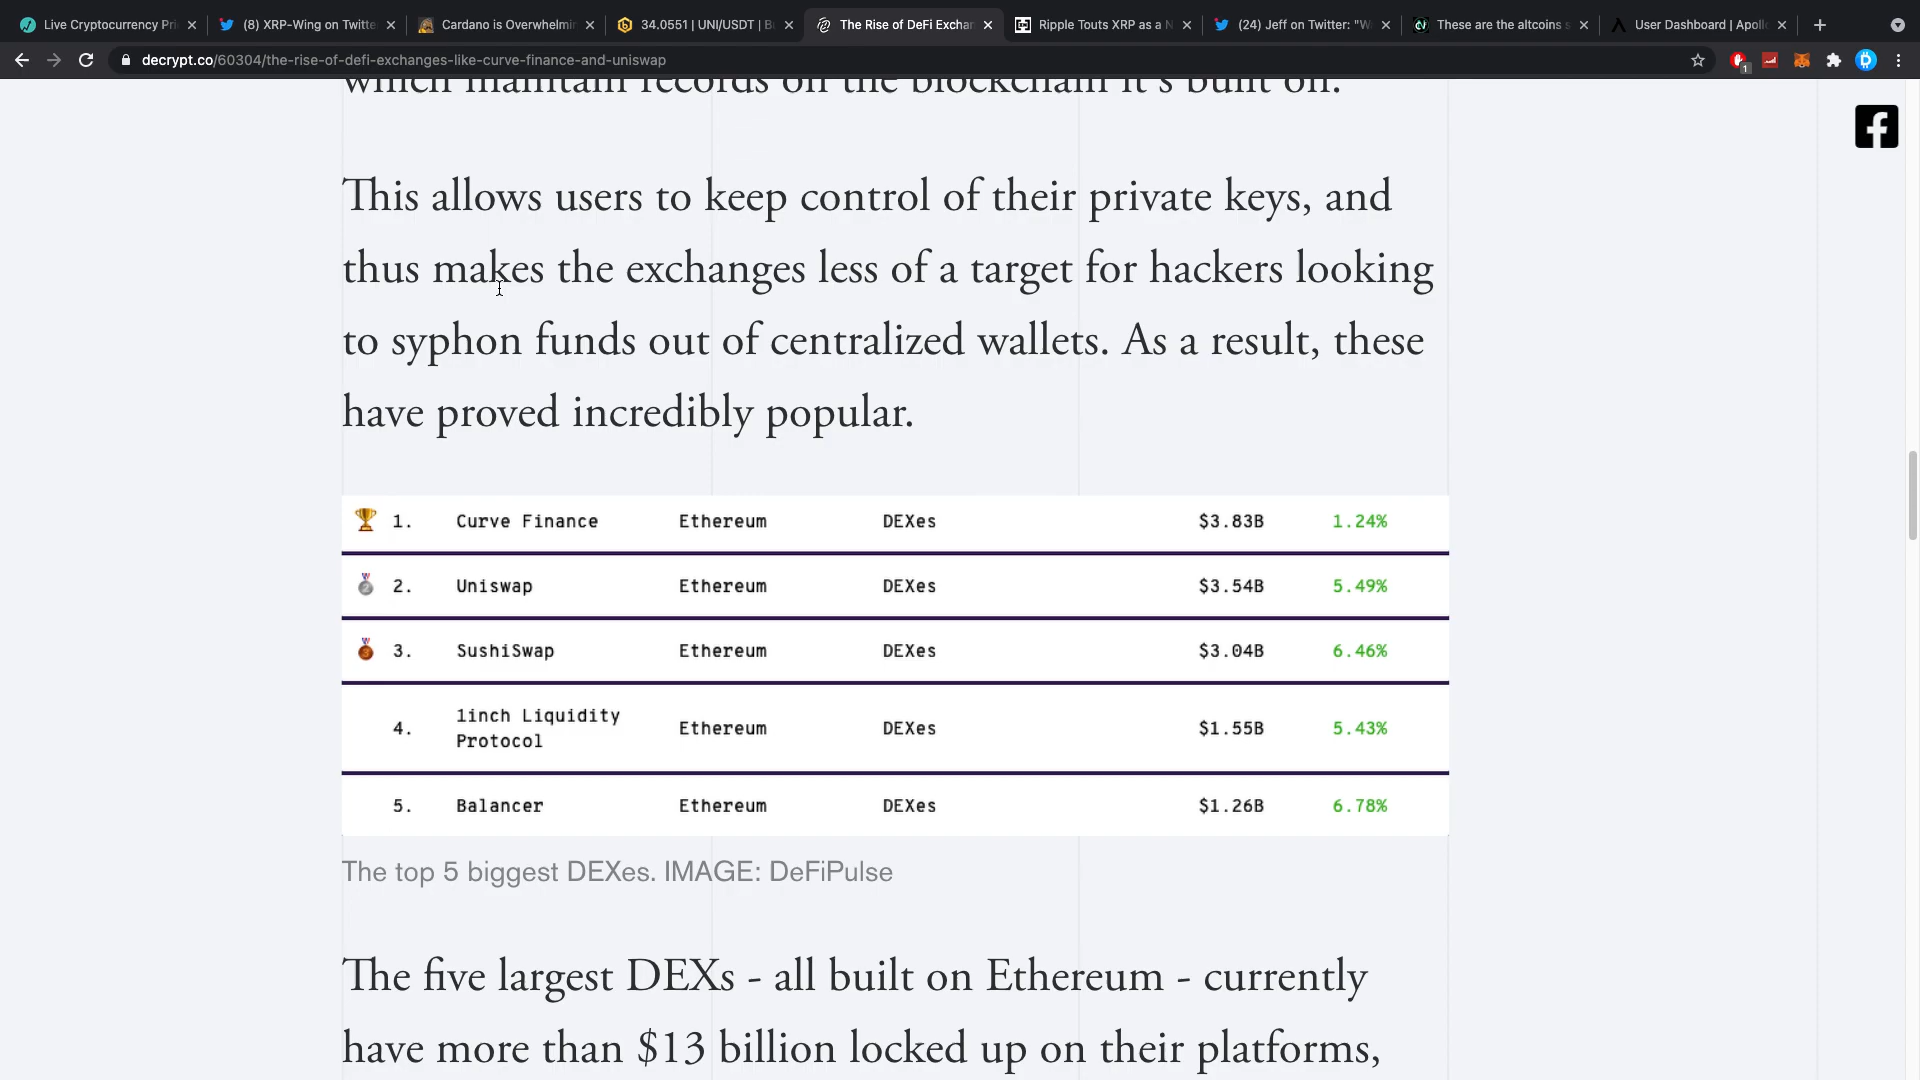 Live Cryptocurrency Pri
(8) XRP-Wing on Twitte
Cardano is Overwhelmin
34.0551 | UNI/USDT | B
The Rise of DeFi Exchan
Ripple Touts XRP as a N
(24) Jeff on Twitter: "W
These are the altcoins s
User Dashboard | Apoll
decrypt.co/60304/the-rise-of-defi-exchanges-like-curve-finance-and-uniswap
1
which maintain records on the blockchain it's built on.
This allows users to keep control of their private keys, and
thus makes the exchanges less of a target for hackers looking
to syphon funds out of centralized wallets. As a result, these
have proved incredibly popular.
1. Curve Finance Ethereum DEXes $3.83B 1.24%
2. Uniswap Ethereum DEXes $3.54B 5.49%
3. SushiSwap Ethereum DEXes $3.04B 6.46%
4. 1inch Liquidity Protocol Ethereum DEXes $1.55B 5.43%
5. Balancer Ethereum DEXes $1.26B 6.78%
The top 5 biggest DEXes. IMAGE: DeFiPulse
The five largest DEXs - all built on Ethereum - currently
have more than $13 billion locked up on their platforms,